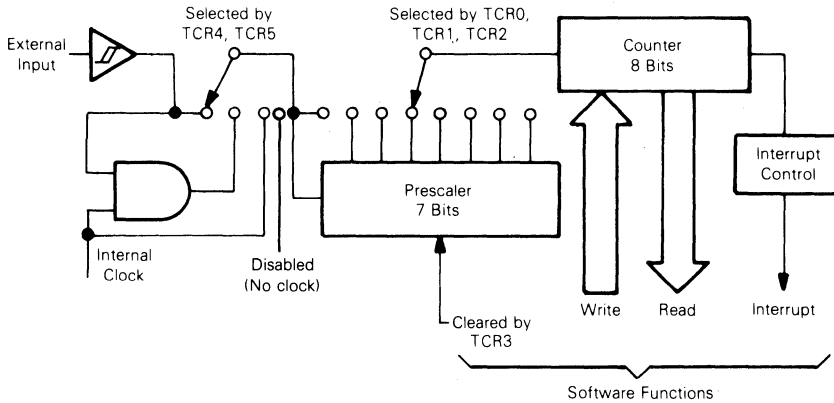 Selected by
TCR4, TCR5
Selected by TCR0,
TCR1, TCR2
External
Input
Counter
8 Bits
Interrupt
Control
Prescaler
7 Bits
Internal
Clock
Disabled
(No clock)
Cleared by
TCR3
Write
Read
Interrupt
Software Functions